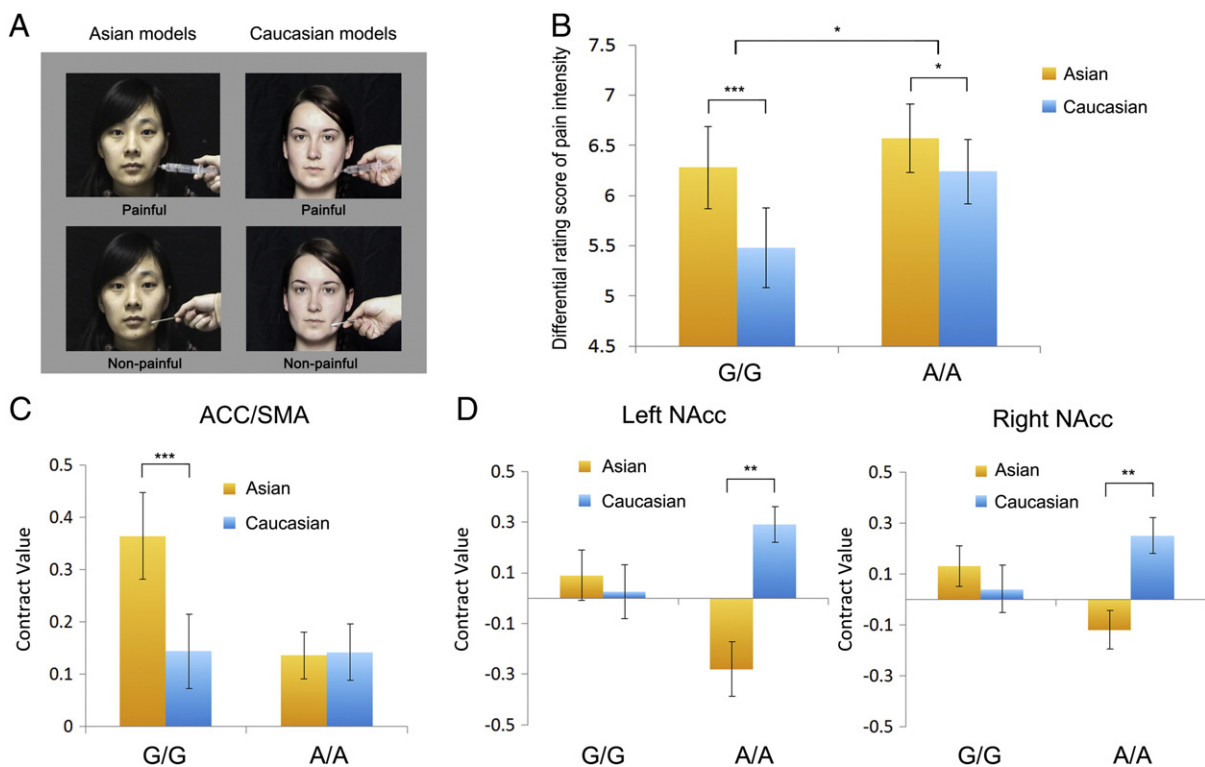 A
Asian models Caucasian models
Painful Painful
Non-painful Non-painful
B
Differential rating score of pain intensity
7.5
7
6.5
6
5.5
5
4.5
*
***
*
Asian
Caucasian
G/G A/A
C
ACC/SMA
Contract Value
0.5
0.4
0.3
0.2
0.1
0
***
Asian
Caucasian
G/G A/A
D
Left NAcc
Contract Value
0.5
0.3
0.1
-0.1
-0.3
-0.5
Asian
Caucasian
**
G/G A/A
Right NAcc
Contract Value
0.5
0.3
0.1
-0.1
-0.3
-0.5
Asian
Caucasian
**
G/G A/A